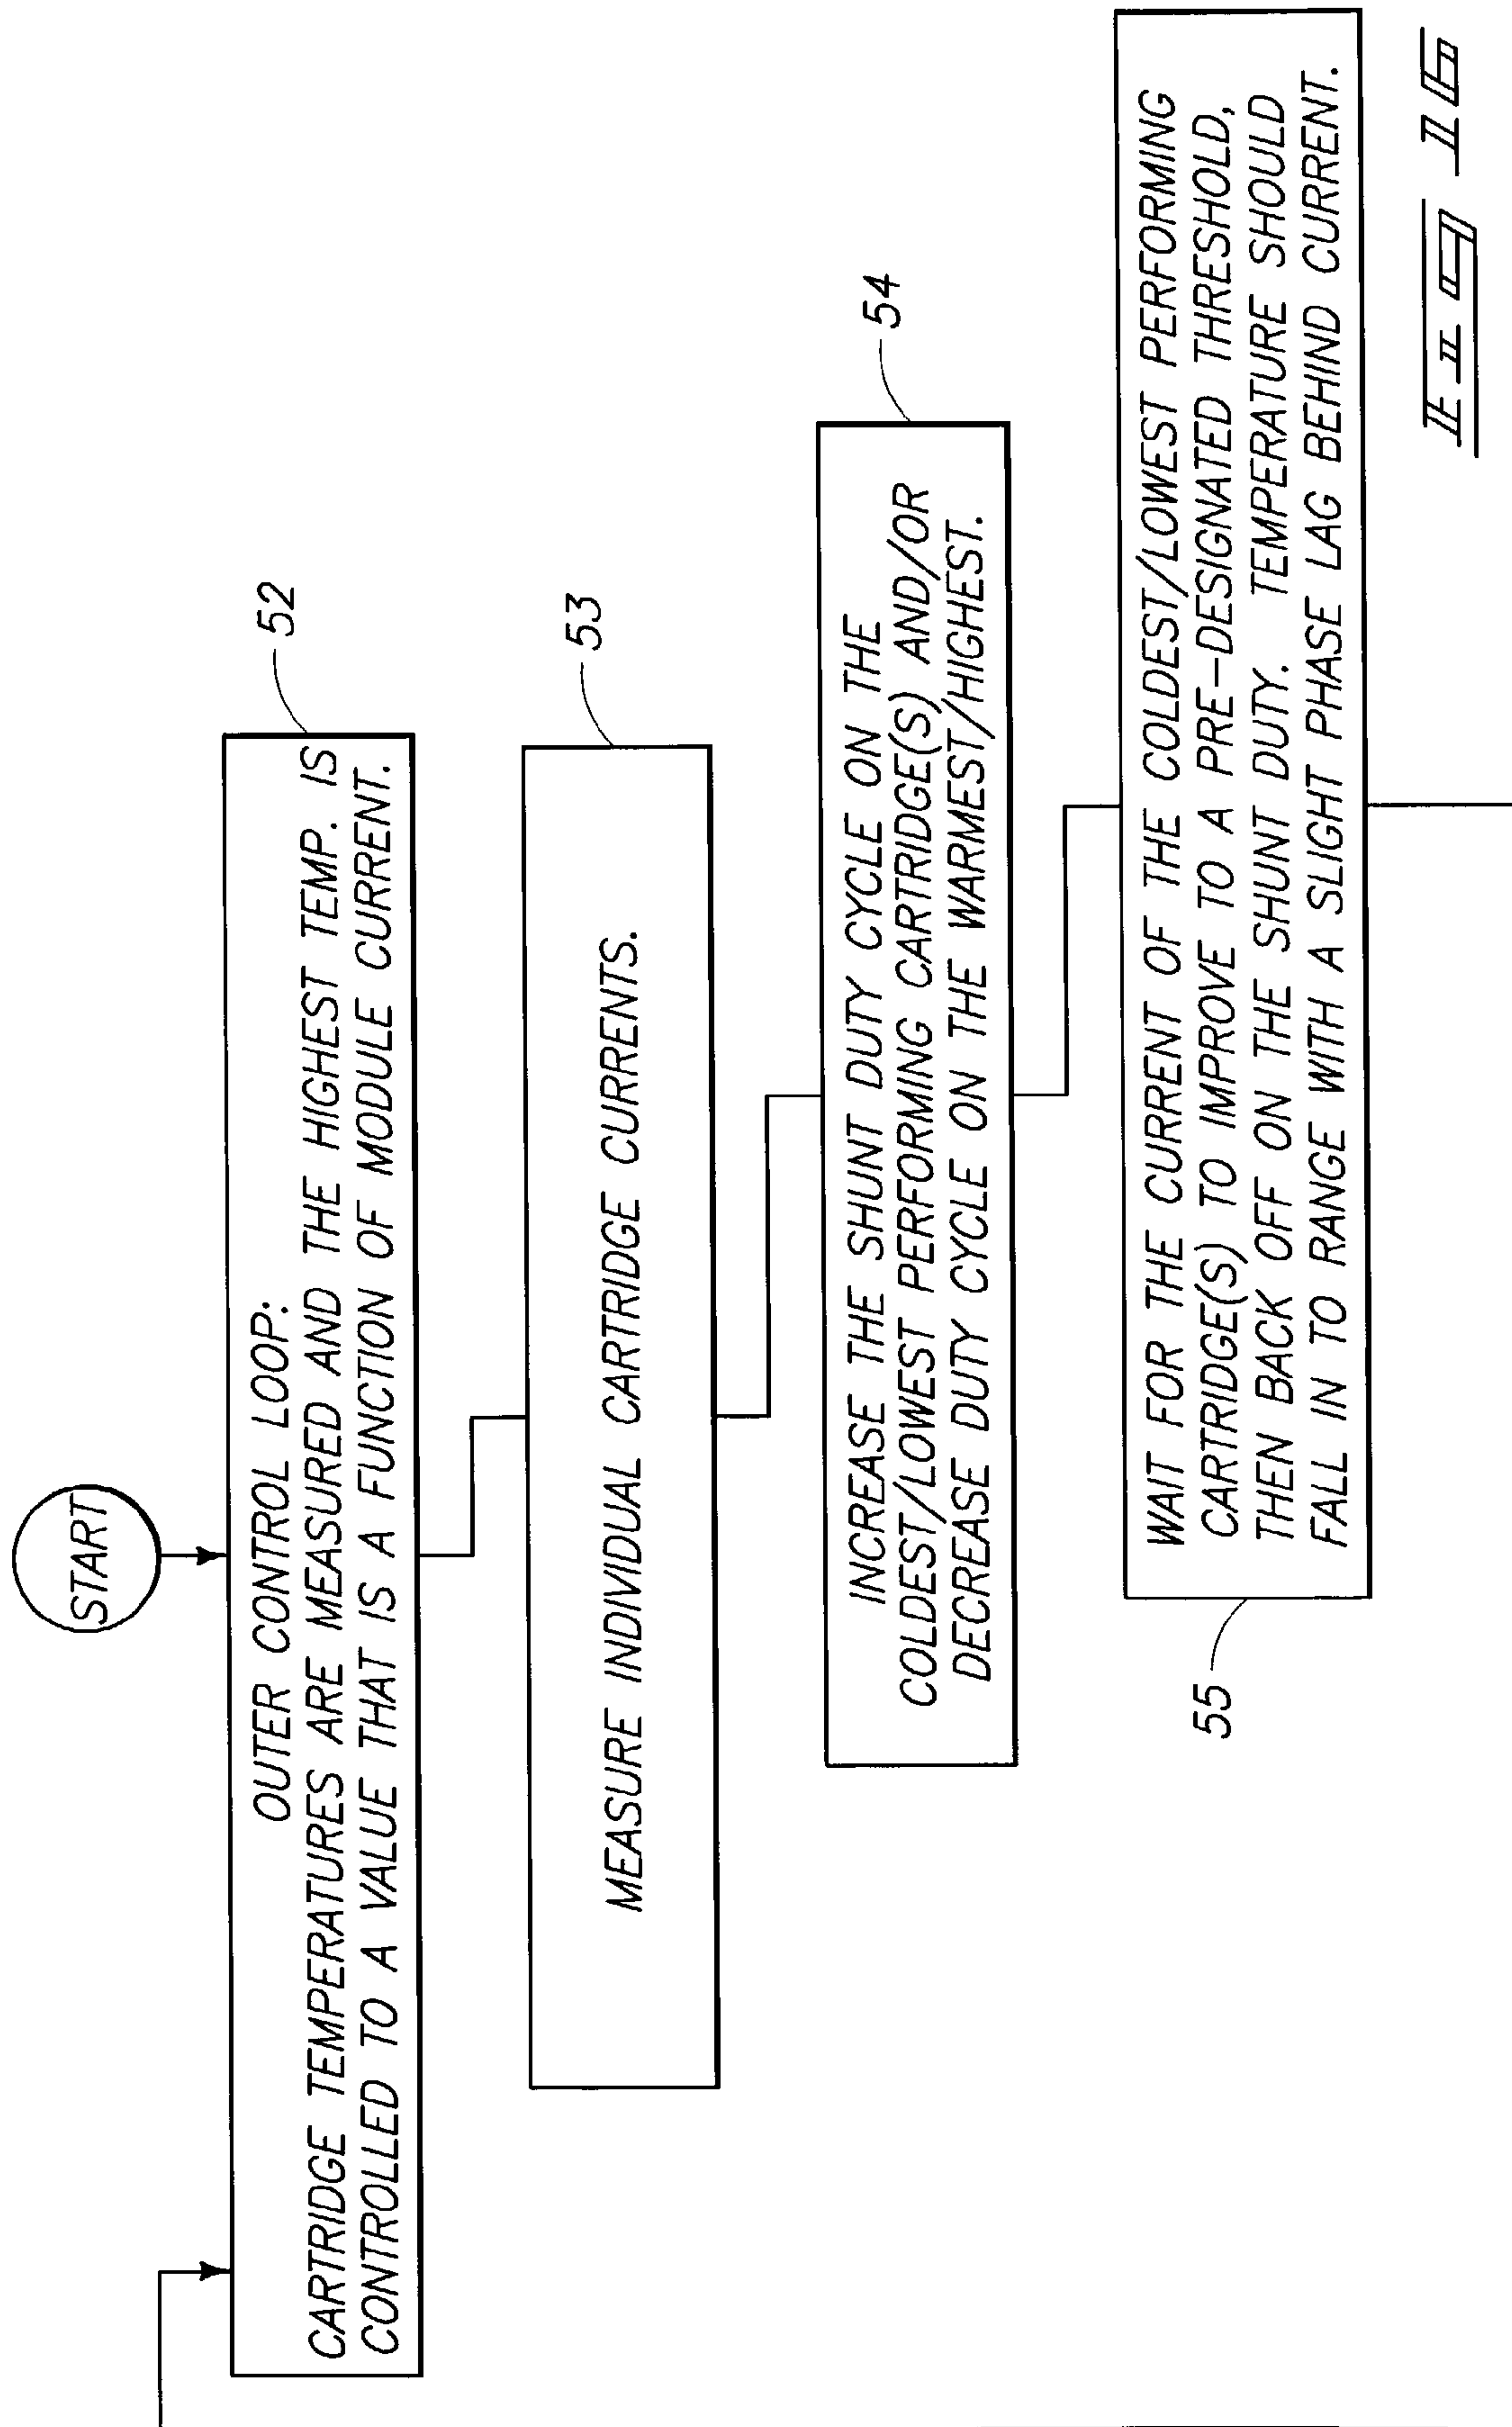 START
OUTER CONTROL LOOP:
CARTRIDGE TEMPERATURES ARE MEASURED AND THE HIGHEST TEMP. IS
CONTROLLED TO A VALUE THAT IS A FUNCTION OF MODULE CURRENT.
52
MEASURE INDIVIDUAL CARTRIDGE CURRENTS.
53
INCREASE THE SHUNT DUTY CYCLE ON THE
COLDEST/LOWEST PERFORMING CARTRIDGE(S) AND/OR
DECREASE DUTY CYCLE ON THE WARMEST/HIGHEST.
54
WAIT FOR THE CURRENT OF THE COLDEST/LOWEST PERFORMING
CARTRIDGE(S) TO IMPROVE TO A PRE-DESIGNATED THRESHOLD,
THEN BACK OFF ON THE SHUNT DUTY. TEMPERATURE SHOULD
FALL IN TO RANGE WITH A SLIGHT PHASE LAG BEHIND CURRENT.
55
Fig 16